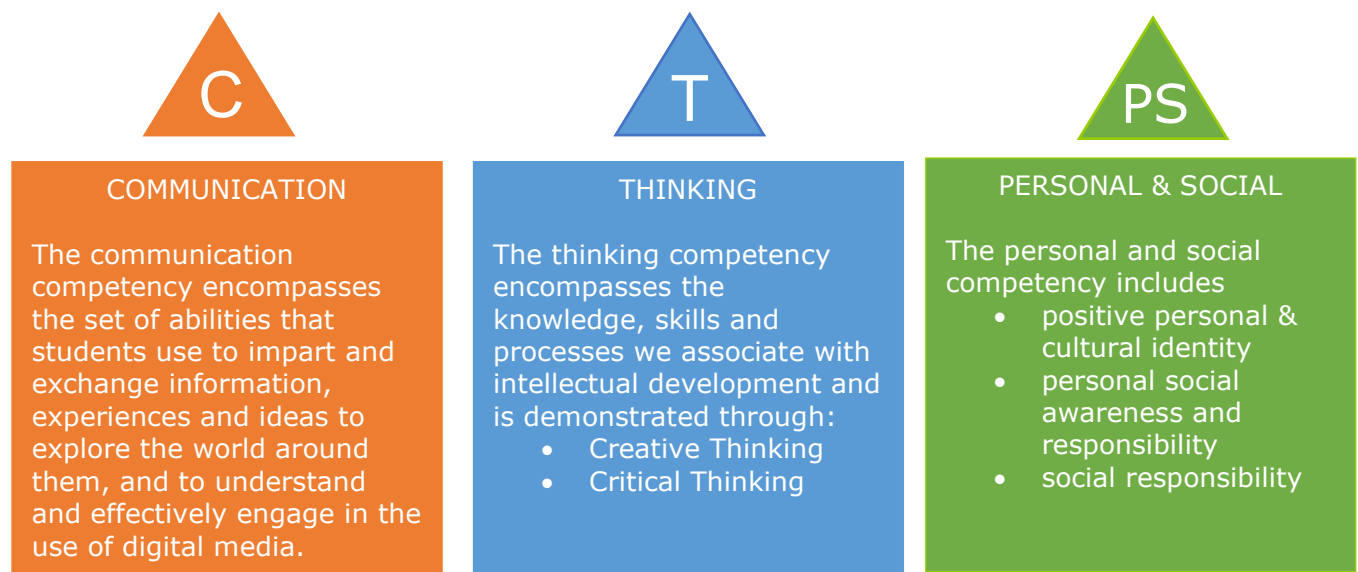 C
COMMUNICATION
The communication
competency encompasses
the set of abilities that
students use to impart and
exchange information,
experiences and ideas to
explore the world around
them, and to understand
and effectively engage in the
use of digital media.
T
THINKING
The thinking competency
encompasses the
knowledge, skills and
processes we associate with
intellectual development and
is demonstrated through:
• Creative Thinking
• Critical Thinking
PS
PERSONAL & SOCIAL
The personal and social
competency includes
• positive personal &
cultural identity
• personal social
awareness and
responsibility
• social responsibility